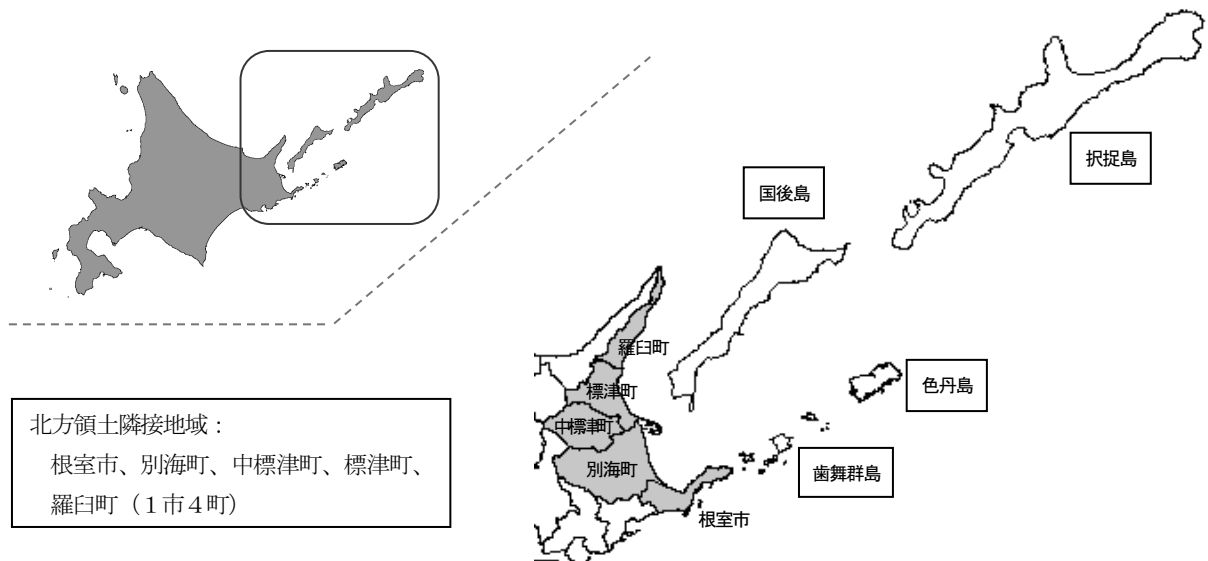 択捉島
国後島
羅臼町
標津町
色丹島
中標津町
別海町
歯舞群島
根室市
北方領土隣接地域：
根室市、別海町、中標津町、標津町、
羅臼町（１市４町）